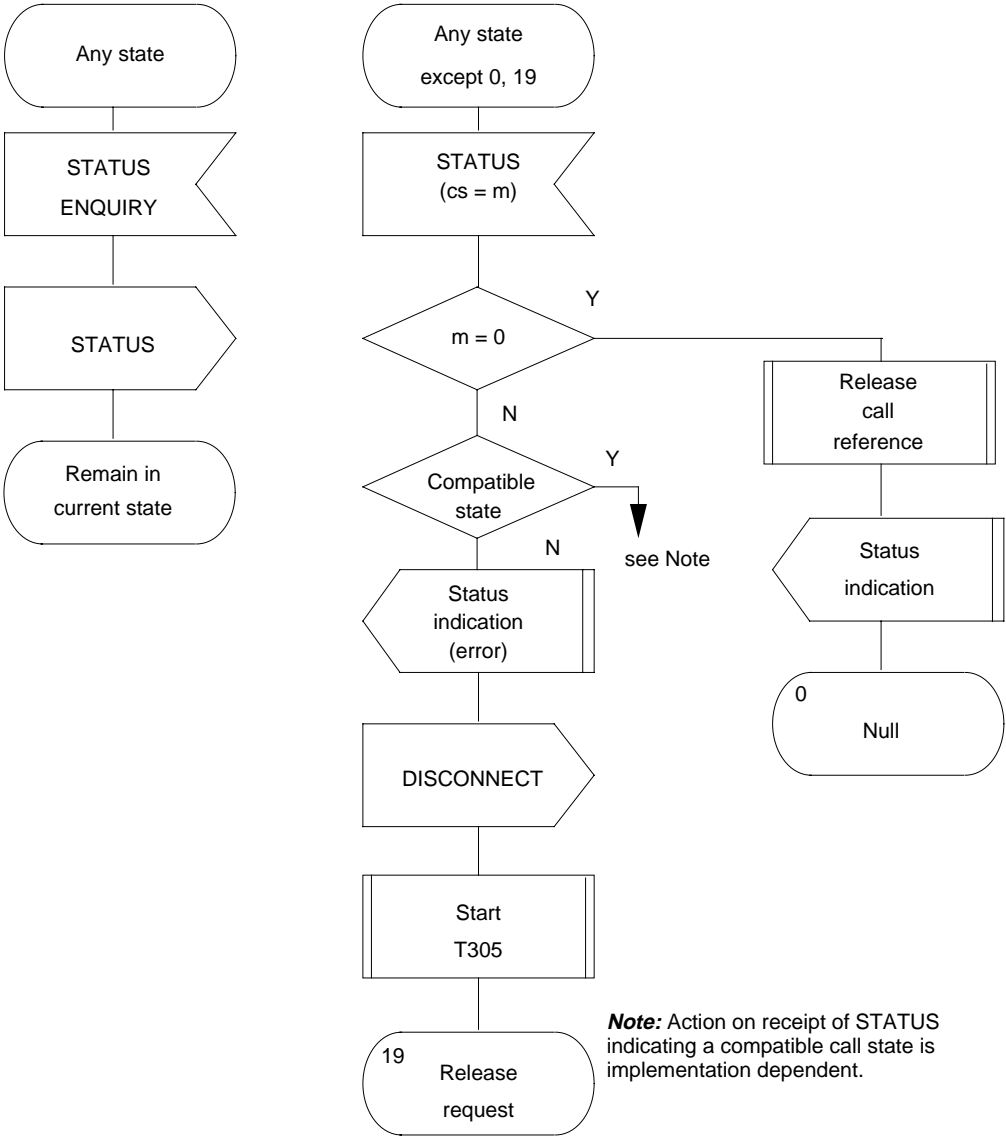 Any state
STATUS
ENQUIRY
STATUS
Remain in
current state
Any state
except 0, 19
STATUS
(cs = m)
m = 0
Y
N
Compatible
state
Y
see Note
N
Status
indication
(error)
DISCONNECT
Start
T305
19
Release
request
Release
call
reference
Status
indication
0
Null
Note: Action on receipt of STATUS
indicating a compatible call state is
implementation dependent.